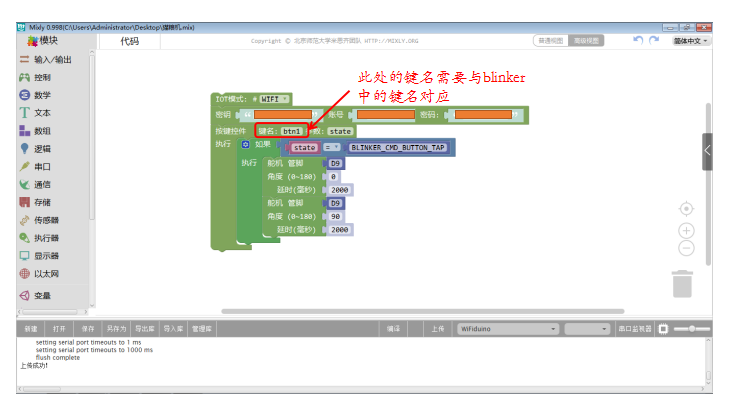 Mixly 0.998(C:\Users\Administrator\Desktop\猫粮机.mix)
模块
代码
Copyright © 北京师范大学米思齐团队 HTTP://MIXLY.ORG
普通视图
高级视图
简体中文
输入/输出
控制
数学
T 文本
数组
逻辑
串口
通信
存储
传感器
执行器
显示器
以太网
变量
此处的键名需要与blinker
中的键名对应
IOT模式: # WIFI
密钥
账号
密码:
按键控件
键名: btn1
state
执行
如果
state = BLINKER_CMD_BUTTON_TAP
执行
舵机 管脚 D9
角度 (0~180) 0
延时(毫秒) 2000
舵机 管脚 D9
角度 (0~180) 90
延时(毫秒) 2000
新建 打开 保存 另存为 导出库 导入库 管理库 编译 上传 WiFiduino 串口监视器
setting serial port timeouts to 1 ms
setting serial port timeouts to 1000 ms
flush complete
上传成功!